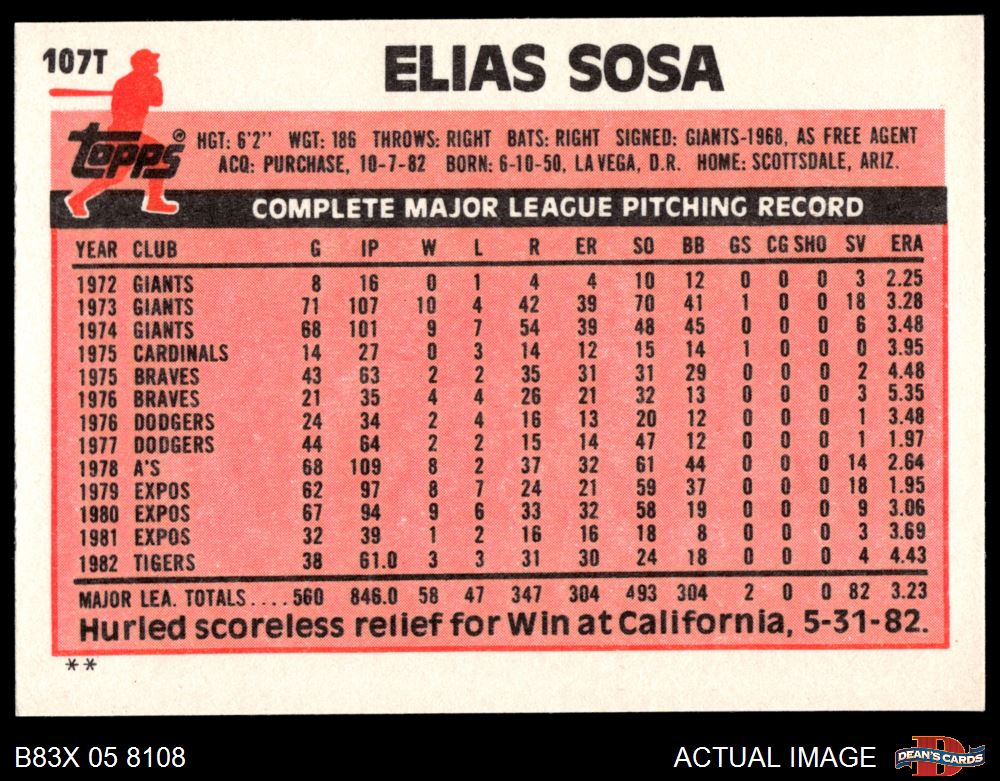 107T
ELIAS SOSA
topps® HGT: 6'2'' WGT: 186 THROWS: RIGHT BATS: RIGHT SIGNED: GIANTS-1968, AS FREE AGENT
ACQ: PURCHASE, 10-7-82 BORN: 6-10-50, LA VEGA, D.R. HOME: SCOTTSDALE, ARIZ.
COMPLETE MAJOR LEAGUE PITCHING RECORD
YEAR CLUB G IP W L R ER SO BB GS CG SHO SV ERA
1972 GIANTS 8 16 0 1 4 4 10 12 0 0 0 3 2.25
1973 GIANTS 71 107 10 4 42 39 70 41 1 0 0 18 3.28
1974 GIANTS 68 101 9 7 54 39 48 45 0 0 0 6 3.48
1975 CARDINALS 14 27 0 3 14 12 15 14 1 0 0 0 3.95
1975 BRAVES 43 63 2 2 35 31 31 29 0 0 0 2 4.48
1976 BRAVES 21 35 4 4 26 21 32 13 0 0 0 3 5.35
1976 DODGERS 24 34 2 4 16 13 20 12 0 0 0 1 3.48
1977 DODGERS 44 64 2 2 15 14 47 12 0 0 0 1 1.97
1978 A'S 68 109 8 2 37 32 61 44 0 0 0 14 2.64
1979 EXPOS 62 97 8 7 24 21 59 37 0 0 0 18 1.95
1980 EXPOS 67 94 9 6 33 32 58 19 0 0 0 9 3.06
1981 EXPOS 32 39 1 2 16 16 18 8 0 0 0 3 3.69
1982 TIGERS 38 61.0 3 3 31 30 24 18 0 0 0 4 4.43
MAJOR LEA. TOTALS....560 846.0 58 47 347 304 493 304 2 0 0 82 3.23
Hurled scoreless relief for Win at California, 5-31-82.
**
B83X 05 8108 ACTUAL IMAGE DEAN'S CARDS